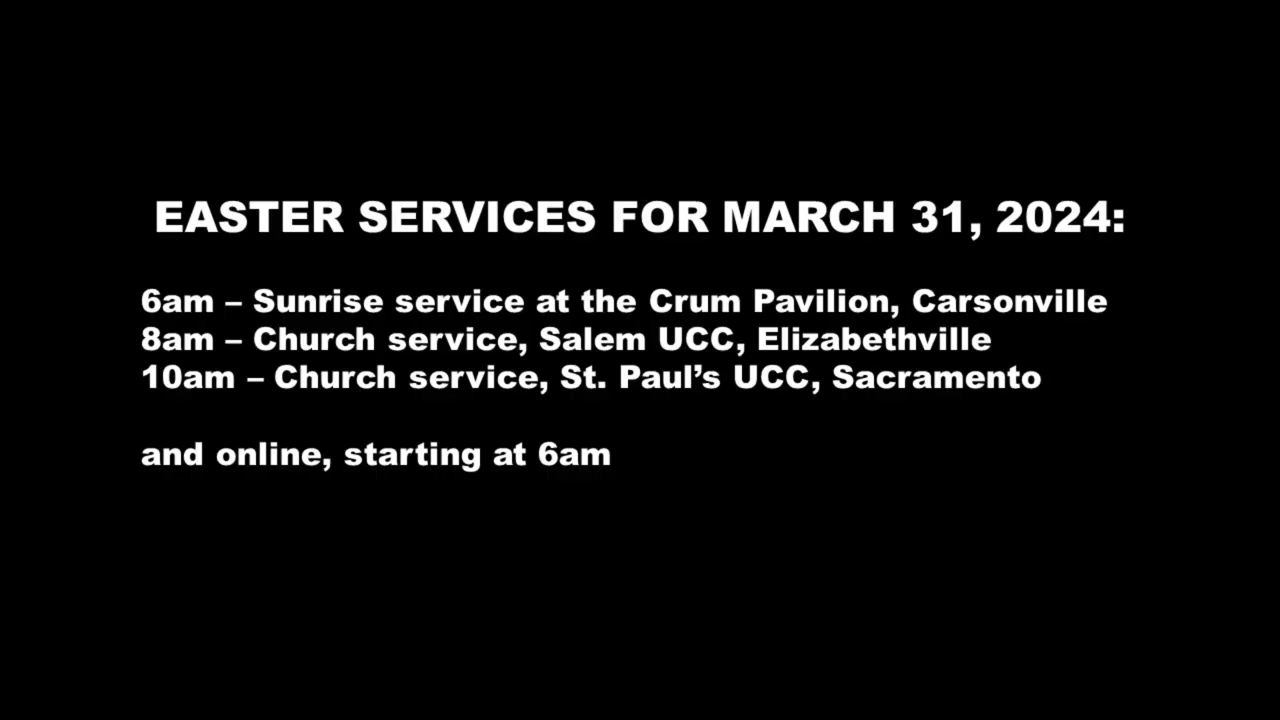 EASTER SERVICES FOR MARCH 31, 2024:
6am – Sunrise service at the Crum Pavilion, Carsonville
8am – Church service, Salem UCC, Elizabethville
10am – Church service, St. Paul’s UCC, Sacramento
and online, starting at 6am